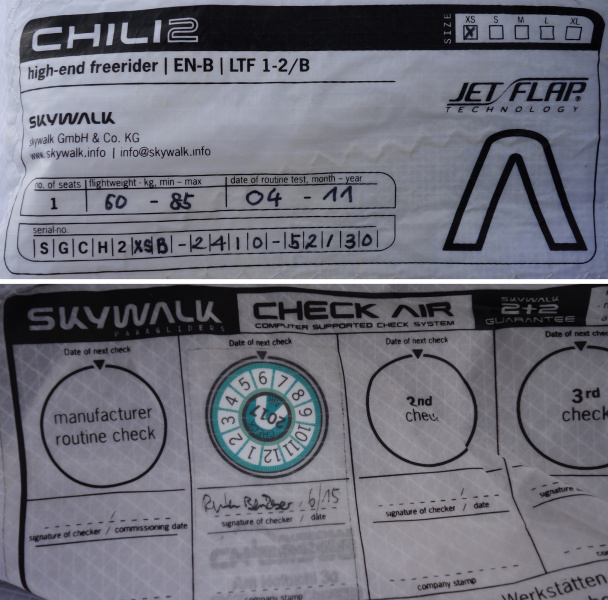 CHILI2
SIZE XS S M L XL
high-end freerider | EN-B | LTF 1-2/B
JET FLAP®
TECHNOLOGY
SKYWALK
skywalk GmbH & Co. KG
www.skywalk.info | info@skywalk.info
no. of seats flightweight - kg, min – max date of routine test, month – year
1 60 - 85 04 - 11
serial-no.
SGCH2XSB-2410-52130
SKYWALK
PARAGLIDERS
CHECK AIR
COMPUTER SUPPORTED CHECK SYSTEM
SKYWALK
2+2
GUARANTEE
Date of next check
manufacturer
routine check
signature of checker / commissioning date
Date of next check
1 2 3 4 5 6 7 8 9 10 11 12
2017
6/15
signature of checker / date
company stamp
Date of next check
2nd
check
signature of checker / date
company stamp
Date of next chec
3rd
check
signature
Werkstätten